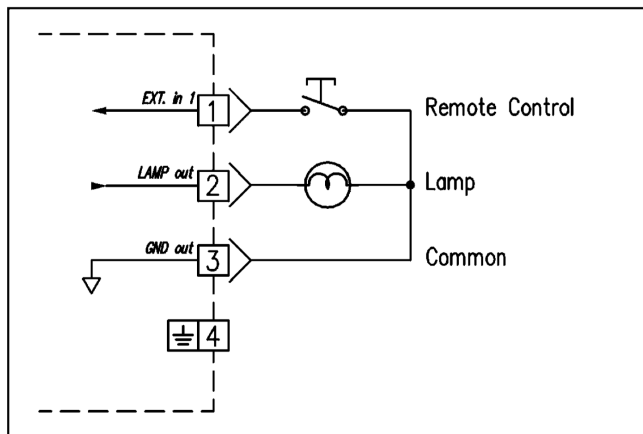 EXT. in 1
1
Remote Control
LAMP out
2
Lamp
GND out
3
Common
4